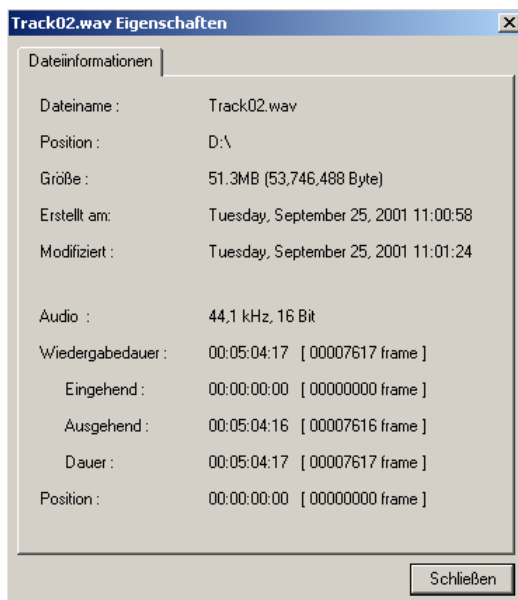 Track02.wav Eigenschaften
Dateiinformationen
Dateiname : Track02.wav
Position : D:\
Größe : 51.3MB (53,746,488 Byte)
Erstellt am: Tuesday, September 25, 2001 11:00:58
Modifiziert : Tuesday, September 25, 2001 11:01:24
Audio : 44,1 kHz, 16 Bit
Wiedergabedauer : 00:05:04:17 [ 00007617 frame ]
Eingehend : 00:00:00:00 [ 00000000 frame ]
Ausgehend : 00:05:04:16 [ 00007616 frame ]
Dauer : 00:05:04:17 [ 00007617 frame ]
Position : 00:00:00:00 [ 00000000 frame ]
Schließen